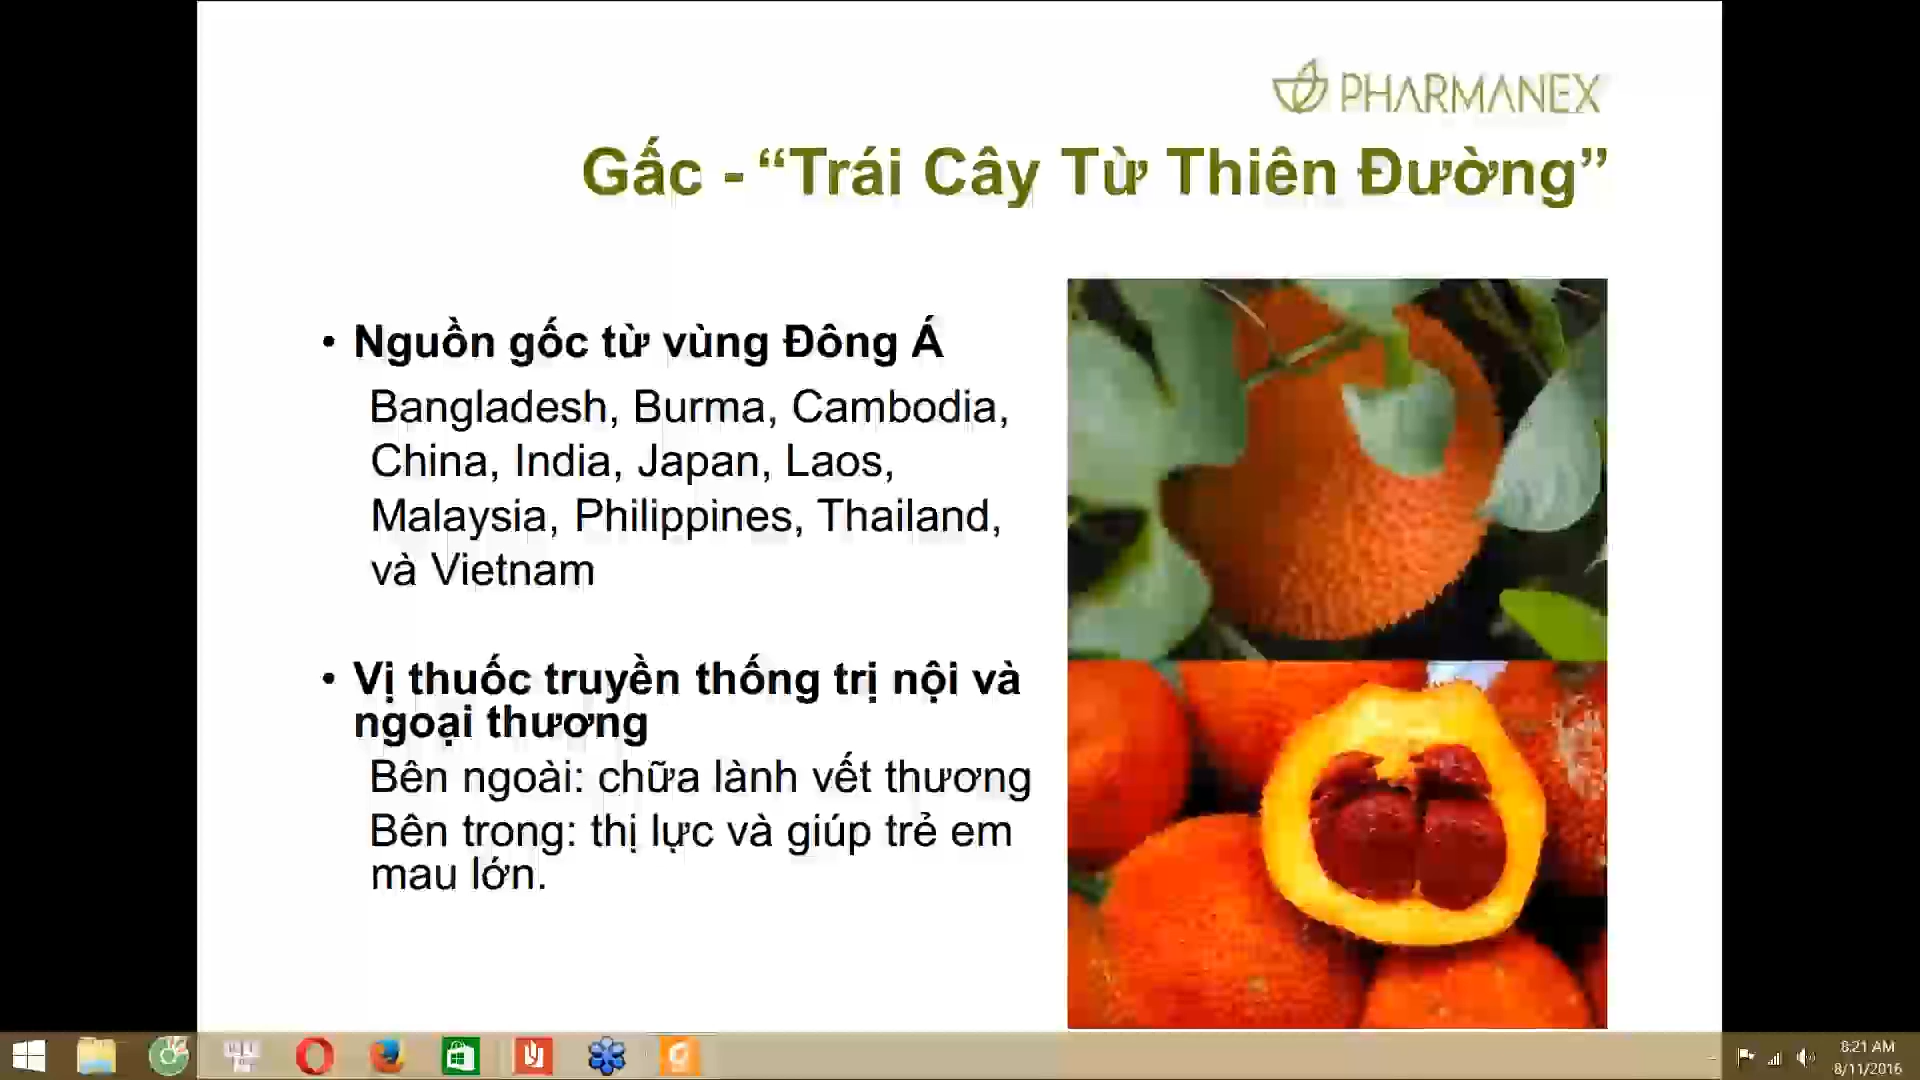 PHARMANEX
Gấc - “Trái Cây Từ Thiên Đường”
• Nguồn gốc từ vùng Đông Á
Bangladesh, Burma, Cambodia,
China, India, Japan, Laos,
Malaysia, Philippines, Thailand,
và Vietnam
• Vị thuốc truyền thống trị nội và
ngoại thương
Bên ngoài: chữa lành vết thương
Bên trong: thị lực và giúp trẻ em
mau lớn.
8:21 AM
8/11/2016